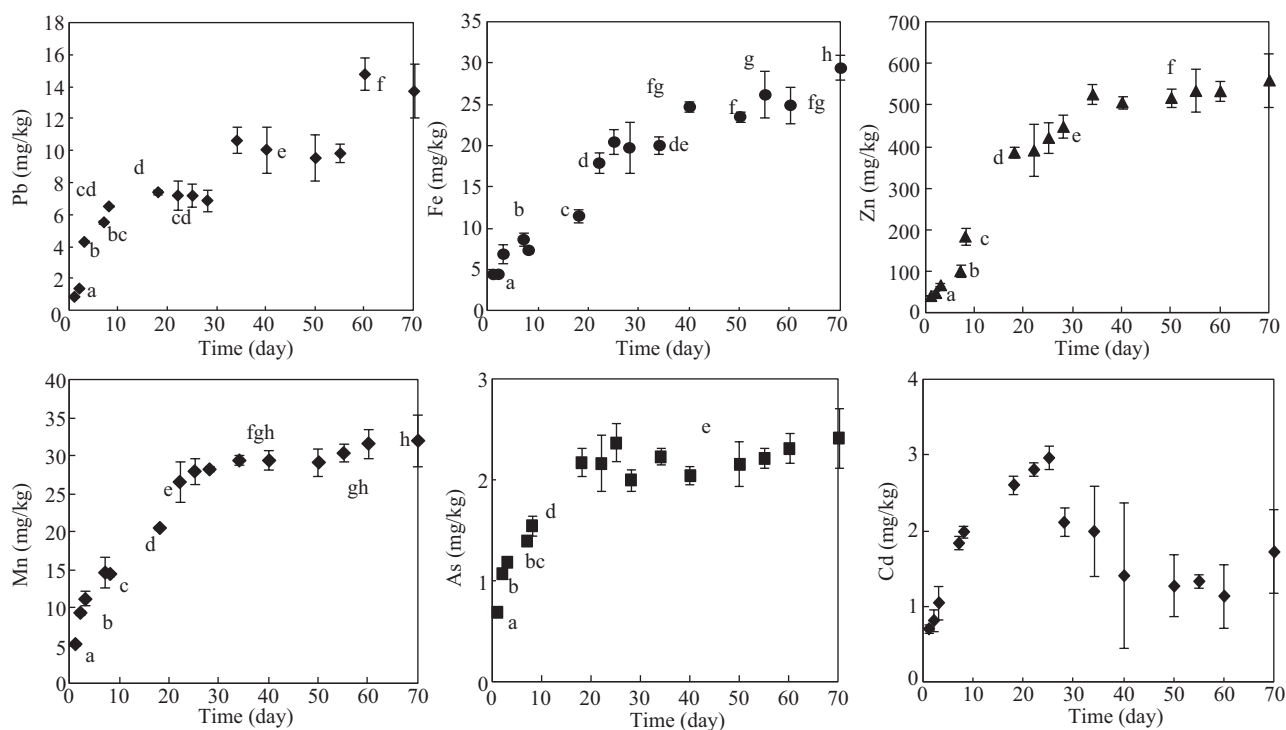 18
16
14
12
10
8
6
4
2
0
Pb (mg/kg)
a
b
bc
cd
d
cd
e
f
0 10 20 30 40 50 60 70
Time (day)
35
30
25
20
15
10
5
0
Fe (mg/kg)
a
b
c
d
de
fg
f
g
fg
h
0 10 20 30 40 50 60 70
Time (day)
700
600
500
400
300
200
100
0
Zn (mg/kg)
a
b
c
d
e
f
0 10 20 30 40 50 60 70
Time (day)
40
35
30
25
20
15
10
5
0
Mn (mg/kg)
a
b
c
d
e
fgh
gh
h
0 10 20 30 40 50 60 70
Time (day)
3
2
1
0
As (mg/kg)
a
b
bc
d
e
0 10 20 30 40 50 60 70
Time (day)
4
3
2
1
0
Cd (mg/kg)
0 10 20 30 40 50 60 70
Time (day)